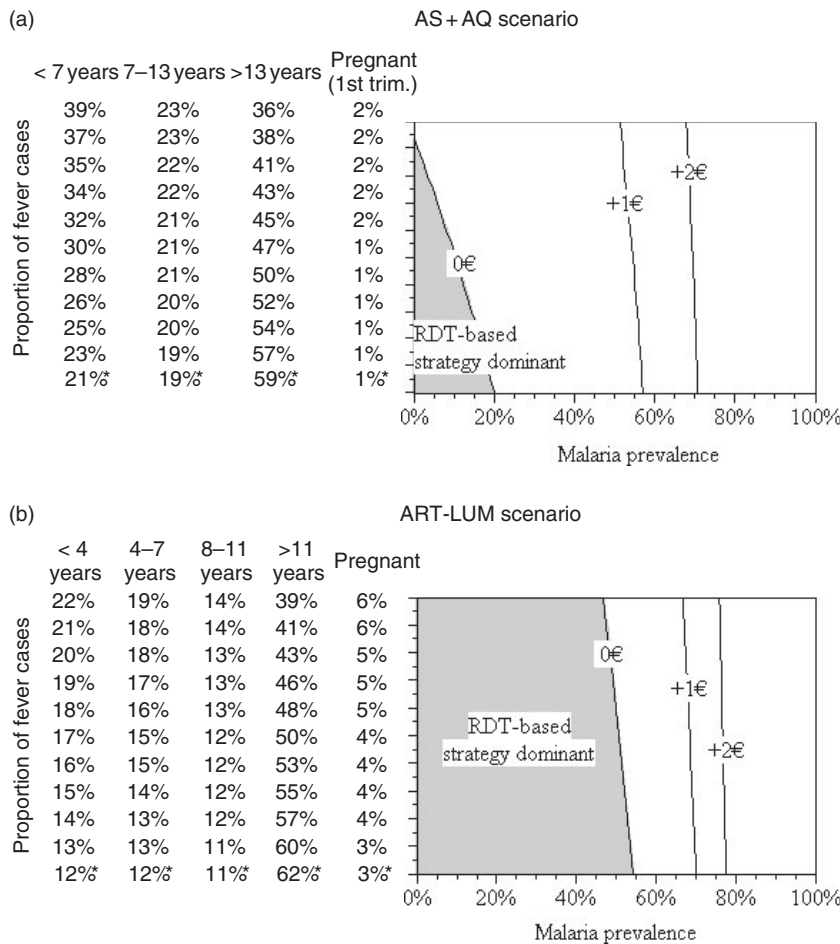 (a) AS+AQ scenario
< 7 years 7–13 years >13 years Pregnant (1st trim.)
Proportion of fever cases
39% 23% 36% 2%
37% 23% 38% 2%
35% 22% 41% 2%
34% 22% 43% 2%
32% 21% 45% 2%
30% 21% 47% 1%
28% 21% 50% 1%
26% 20% 52% 1%
25% 20% 54% 1%
23% 19% 57% 1%
21%* 19%* 59%* 1%*
0€
+1€
+2€
RDT-based
strategy dominant
0% 20% 40% 60% 80% 100%
Malaria prevalence
(b) ART-LUM scenario
< 4 years 4–7 years 8–11 years >11 years Pregnant
Proportion of fever cases
22% 19% 14% 39% 6%
21% 18% 14% 41% 6%
20% 18% 13% 43% 5%
19% 17% 13% 46% 5%
18% 16% 13% 48% 5%
17% 15% 12% 50% 4%
16% 15% 12% 53% 4%
15% 14% 12% 55% 4%
14% 13% 12% 57% 4%
13% 13% 11% 60% 3%
12%* 12%* 11%* 62%* 3%*
0€
+1€
+2€
RDT-based
strategy dominant
0% 20% 40% 60% 80% 100%
Malaria prevalence